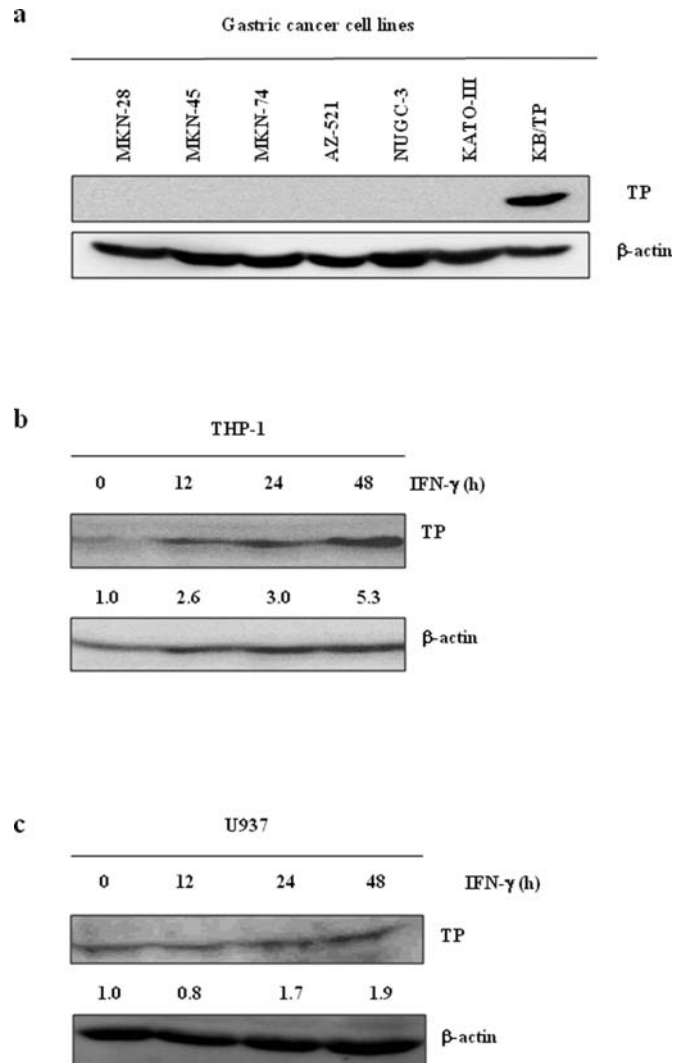 a
Gastric cancer cell lines
MKN-28 MKN-45 MKN-74 AZ-521 NUGC-3 KATO-III KB/TP
TP
β-actin
b
THP-1
0 12 24 48 IFN-γ (h)
TP
1.0 2.6 3.0 5.3
β-actin
c
U937
0 12 24 48 IFN-γ (h)
TP
1.0 0.8 1.7 1.9
β-actin